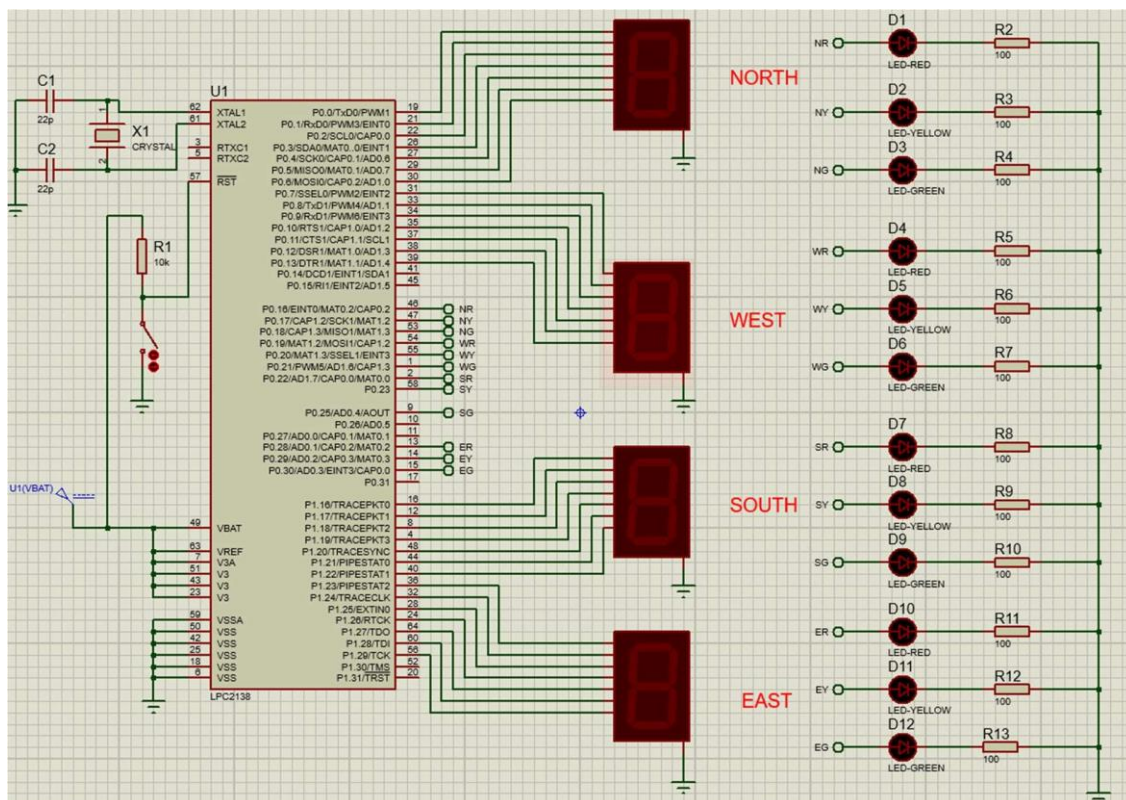 C1
22p
X1
CRYSTAL
1
2
C2
22p
R1
10k
U1(VBAT)
U1
LPC2138
62 XTAL1
61 XTAL2
3 RTXC1
5 RTXC2
57 RST
49 VBAT
63 VREF
7 V3A
51 V3
43 V3
23 V3
59 VSSA
50 VSS
42 VSS
25 VSS
18 VSS
6 VSS
P0.0/TxD0/PWM1 19
P0.1/RxD0/PWM3/EINT0 21
P0.2/SCL0/CAP0.0 22
P0.3/SDA0/MAT0..0/EINT1 26
P0.4/SCK0/CAP0.1/AD0.6 27
P0.5/MISO0/MAT0.1/AD0.7 29
P0.6/MOSI0/CAP0.2/AD1.0 30
P0.7/SSEL0/PWM2/EINT2 31
P0.8/TxD1/PWM4/AD1.1 33
P0.9/RxD1/PWM6/EINT3 34
P0.10/RTS1/CAP1.0/AD1.2 35
P0.11/CTS1/CAP1.1/SCL1 37
P0.12/DSR1/MAT1.0/AD1.3 38
P0.13/DTR1/MAT1.1/AD1.4 39
P0.14/DCD1/EINT1/SDA1 41
P0.15/RI1/EINT2/AD1.5 45
P0.16/EINT0/MAT0.2/CAP0.2 46 NR
P0.17/CAP1.2/SCK1/MAT1.2 47 NY
P0.18/CAP1.3/MISO1/MAT1.3 53 NG
P0.19/MAT1.2/MOSI1/CAP1.2 54 WR
P0.20/MAT1.3/SSEL1/EINT3 55 WY
P0.21/PWM5/AD1.6/CAP1.3 1 WG
P0.22/AD1.7/CAP0.0/MAT0.0 2 SR
P0.23 58 SY
P0.25/AD0.4/AOUT 9 SG
P0.26/AD0.5 10
P0.27/AD0.0/CAP0.1/MAT0.1 11
P0.28/AD0.1/CAP0.2/MAT0.2 13 ER
P0.29/AD0.2/CAP0.3/MAT0.3 14 EY
P0.30/AD0.3/EINT3/CAP0.0 15 EG
P0.31 17
P1.16/TRACEPKT0 16
P1.17/TRACEPKT1 12
P1.18/TRACEPKT2 8
P1.19/TRACEPKT3 4
P1.20/TRACESYNC 48
P1.21/PIPESTAT0 44
P1.22/PIPESTAT1 40
P1.23/PIPESTAT2 36
P1.24/TRACECLK 32
P1.25/EXTIN0 28
P1.26/RTCK 24
P1.27/TDO 64
P1.28/TDI 60
P1.29/TCK 56
P1.30/TMS 52
P1.31/TRST 20
NORTH
WEST
SOUTH
EAST
NR D1 LED-RED R2 100
NY D2 LED-YELLOW R3 100
NG D3 LED-GREEN R4 100
WR D4 LED-RED R5 100
WY D5 LED-YELLOW R6 100
WG D6 LED-GREEN R7 100
SR D7 LED-RED R8 100
SY D8 LED-YELLOW R9 100
SG D9 LED-GREEN R10 100
ER D10 LED-RED R11 100
EY D11 LED-YELLOW R12 100
EG D12 LED-GREEN R13 100